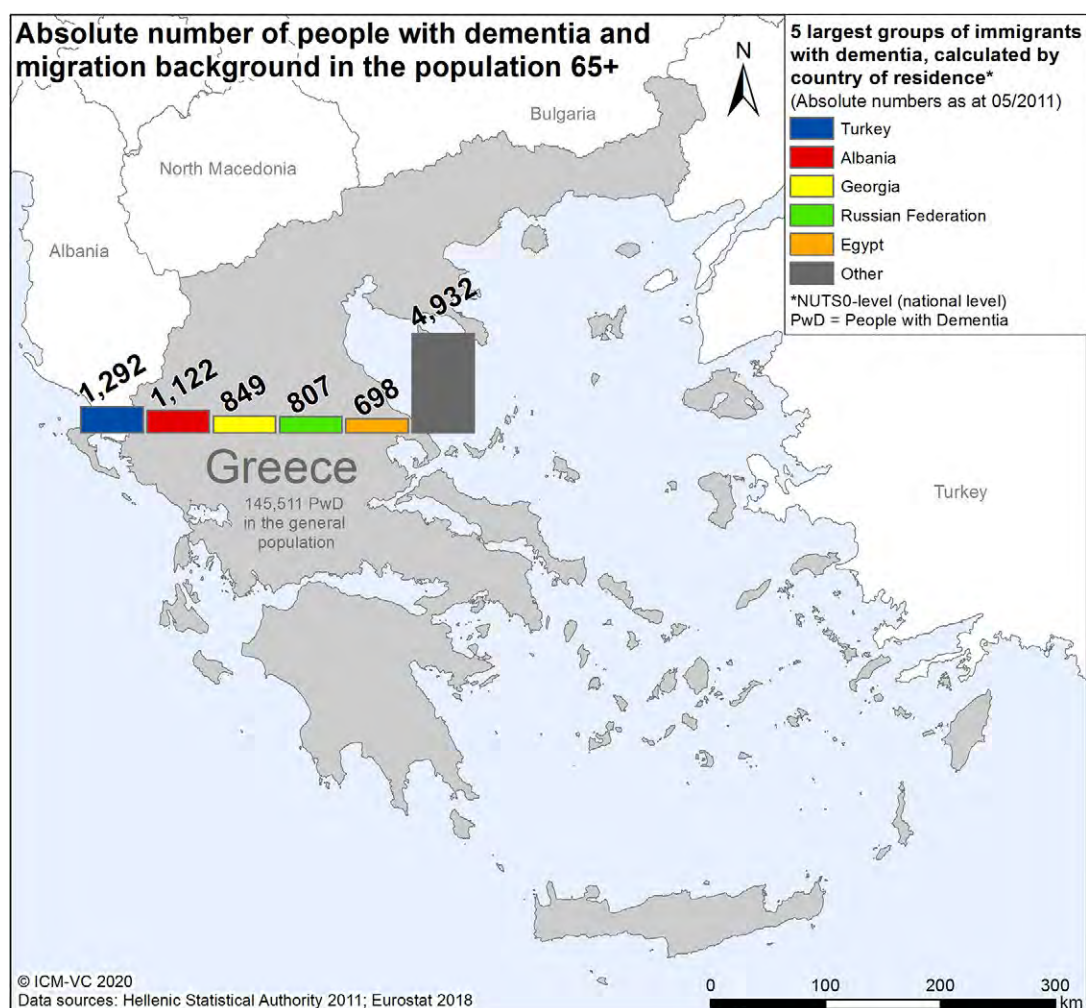 Absolute number of people with dementia and
migration background in the population 65+
N
5 largest groups of immigrants
with dementia, calculated by
country of residence*
(Absolute numbers as at 05/2011)
Turkey
Albania
Georgia
Russian Federation
Egypt
Other
*NUTS0-level (national level)
PwD = People with Dementia
Bulgaria
North Macedonia
Albania
1,292
1,122
849
807
698
4,932
Greece
145,511 PwD
in the general
population
Turkey
© ICM-VC 2020
Data sources: Hellenic Statistical Authority 2011; Eurostat 2018
0 100 200 300
km